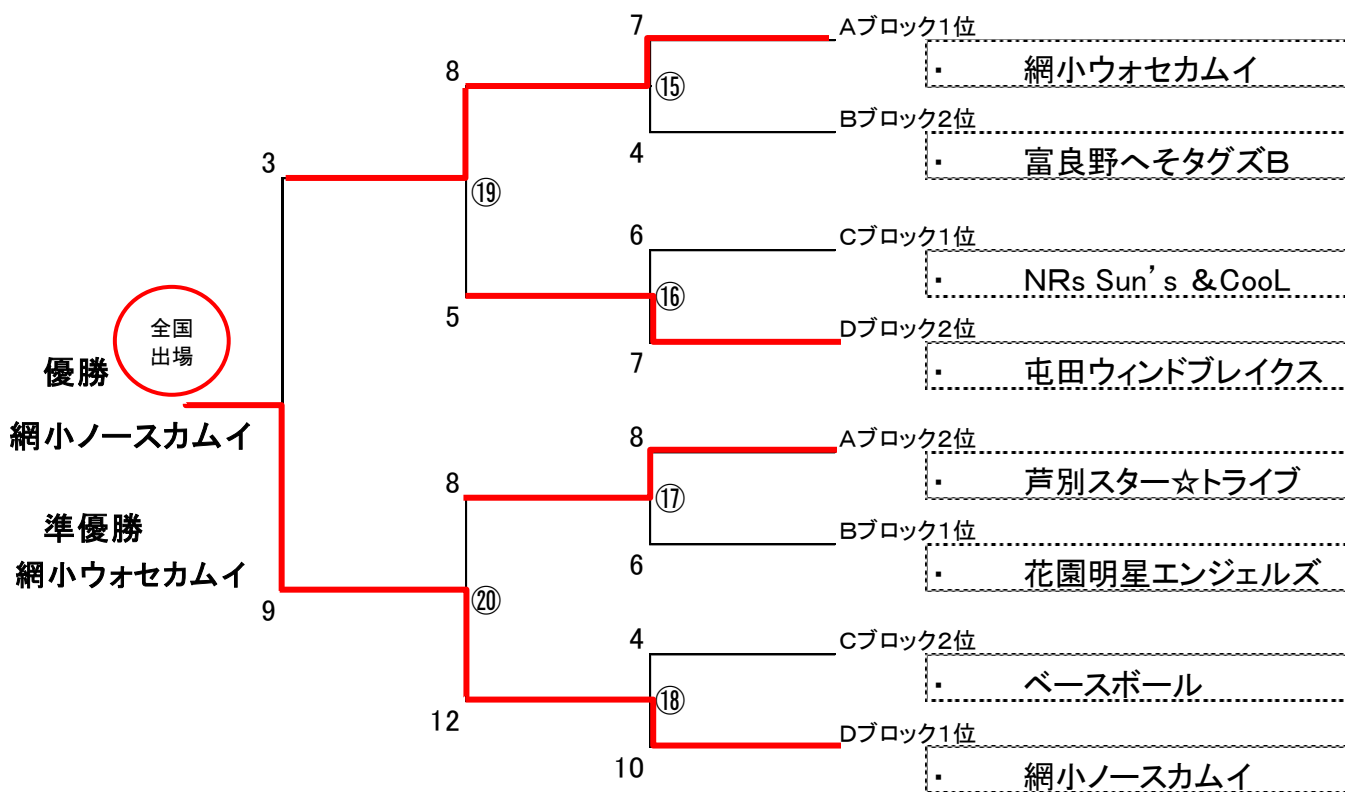 7
Aブロック1位
・ 網小ウォセカムイ
8
⑮
Bブロック2位
4
・ 富良野へそタグズB
3
⑲
6
Cブロック1位
・ NRs Sun's &CooL
5
⑯
Dブロック2位
7
・ 屯田ウィンドブレイクス
全国
出場
優勝
網小ノースカムイ
8
Aブロック2位
・ 芦別スター☆トライブ
8
⑰
Bブロック1位
6
・ 花園明星エンジェルズ
準優勝
網小ウォセカムイ
9
⑳
4
Cブロック2位
・ ベースボール
12
⑱
Dブロック1位
10
・ 網小ノースカムイ